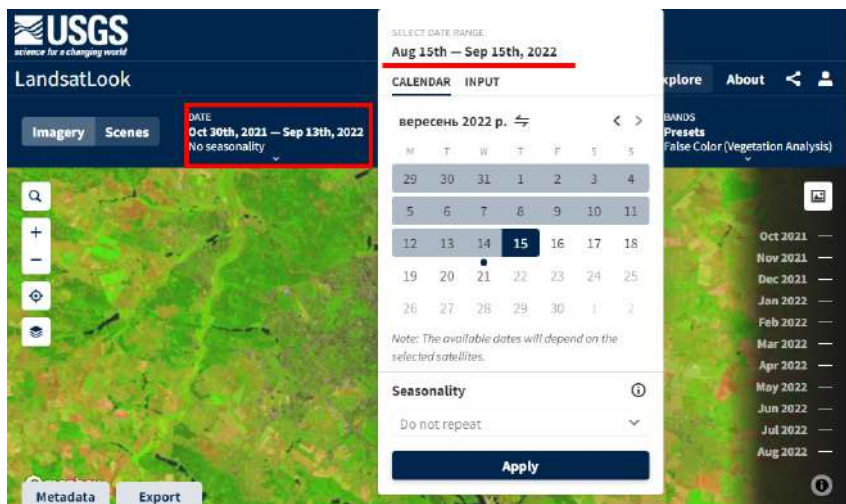 USGS
science for a changing world
LandsatLook
Explore About
Imagery Scenes
DATE
Oct 30th, 2021 — Sep 13th, 2022
No seasonality
SELECT DATE RANGE
Aug 15th — Sep 15th, 2022
CALENDAR INPUT
вересень 2022 р.
M T W T F S S
29 30 31 1 2 3 4
5 6 7 8 9 10 11
12 13 14 15 16 17 18
19 20 21 22 23 24 25
26 27 28 29 30 1 2
Note: The available dates will depend on the
selected satellites.
Seasonality
Do not repeat
Apply
BANDS
Presets
False Color (Vegetation Analysis)
Oct 2021
Nov 2021
Dec 2021
Jan 2022
Feb 2022
Mar 2022
Apr 2022
May 2022
Jun 2022
Jul 2022
Aug 2022
Metadata Export